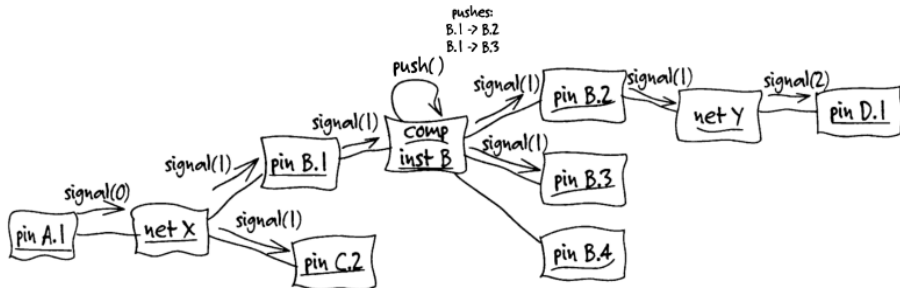 pushes:
B.1 -> B.2
B.1 -> B.3
push()
signal(1)
pin B.2
signal(1)
net Y
signal(2)
pin D.1
signal(1)
comp
inst B
signal(1)
pin B.3
signal(1)
pin B.1
pin B.4
signal(0)
pin A.1
net X
signal(1)
pin C.2